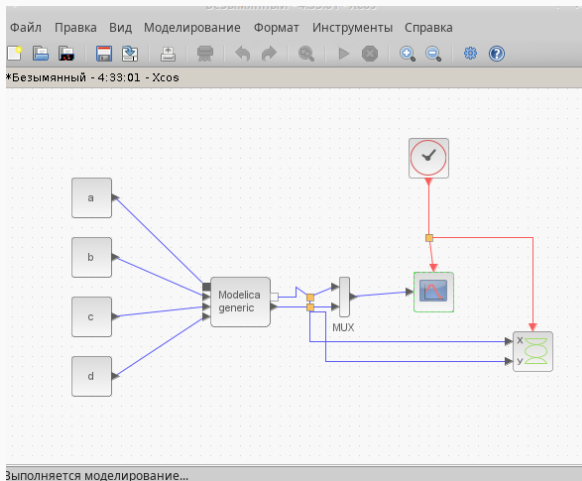 Файл Правка Вид Моделирование Формат Инструменты Справка
*Безымянный - 4:33:01 - Xcos
a
b
c
d
Modelica
generic
MUX
X
y
Выполняется моделирование...